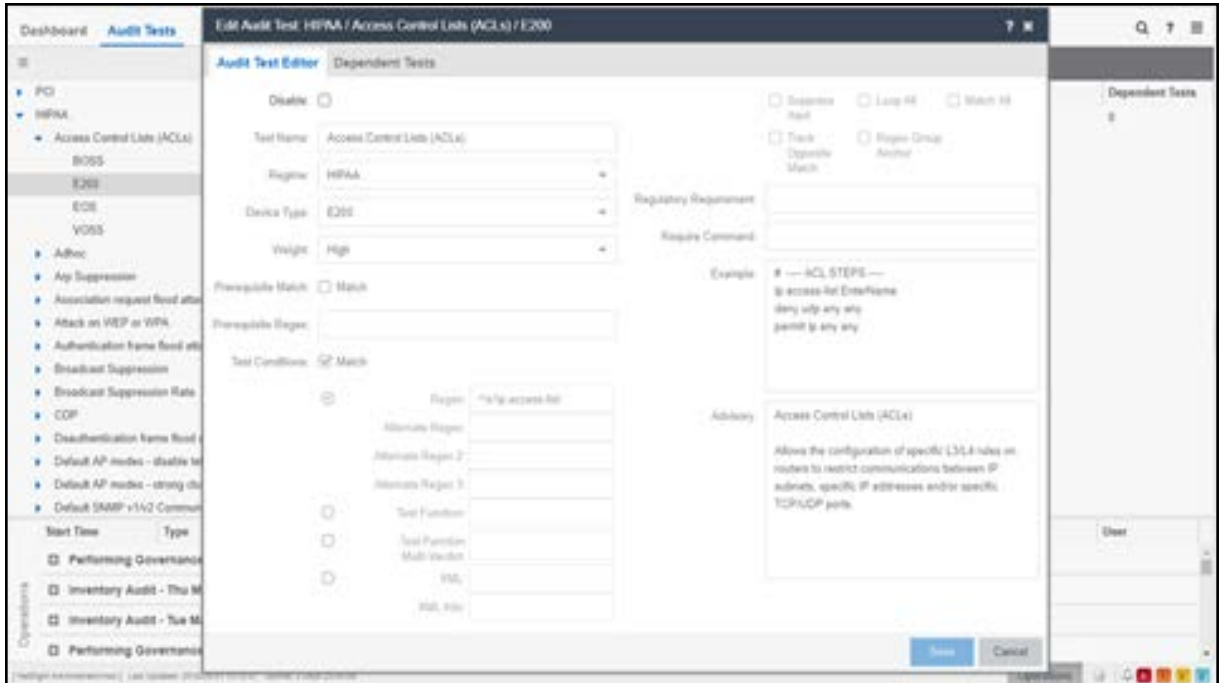 Dashboard Audit Tests
Edit Audit Test: HIPAA / Access Control Lists (ACLs) / E200
?
Audit Test Editor Dependent Tests
PCI
HIPAA
Access Control Lists (ACLs)
BOSS
E200
EOS
VOSS
Adhoc
Arp Suppression
Association request flood
Attack on WEP or WPA
Authentication frame flood
Broadcast Suppression
Broadcast Suppression Rate
CDP
Deauthentication frame flood
Default AP modes - disable
Default AP modes - strong
Default SNMP v1/v2
Disable
Test Name: Access Control Lists (ACLs)
Regime: HIPAA
Device Type: E200
Weight: High
Prerequisite Match: Match
Prerequisite Regex:
Test Conditions: Match
Regex:
Alternate Regex:
Alternate Regex 2:
Alternate Regex 3:
Test Function:
Test Function Multi-Verdict
XML:
Loop All Match All
Track Opposite Match
Regex Group Anchor
Regulatory Requirement:
Require Command:
Example:
# ---- ACL STEPS ----
ip access-list EnterName
deny udp any any
permit ip any any
Advisory:
Access Control Lists (ACLs)
Allows the configuration of specific L3/L4 rules on
routers to restrict communications between IP
subnets, specific IP addresses and/or specific
TCP/UDP ports.
Save Cancel
Dependent Tests
0
Operations
Start Time Type User
Performing Governance
Inventory Audit - Thu
Inventory Audit - Tue
Performing Governance
Operations